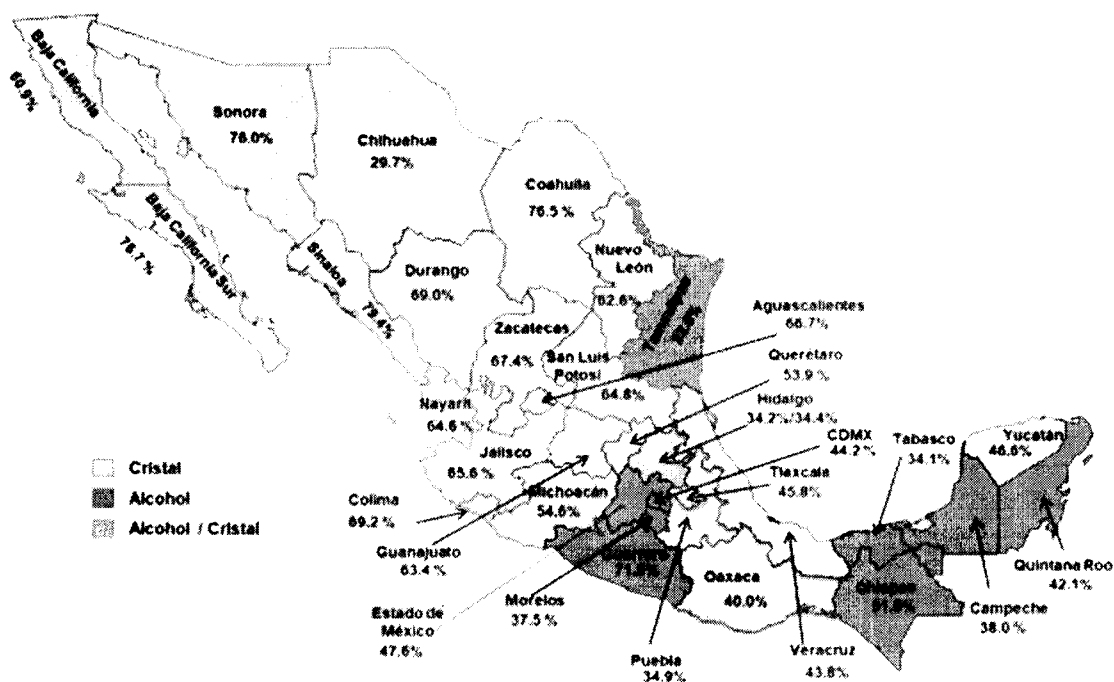 Baja California
60.9%
Sonora
76.0%
Chihuahua
29.7%
Coahuila
76.5 %
Baja California Sur
76.7 %
Sinaloa
79.4%
Durango
69.0%
Nuevo
León
62.6%
Zacatecas
67.4%
San Luis
Potosí
64.8%
Aguascalientes
66.7%
Querétaro
53.9 %
Hidalgo
34.2%/34.4%
CDMX
44.2 %
Tlaxcala
45.8%
Tabasco
34.1%
Yucatán
46.6%
Nayarit
64.6 %
Jalisco
65.6 %
Cristal
Alcohol
Alcohol / Cristal
Colima
69.2 %
Michoacán
54.6%
Guanajuato
63.4 %
Guerrero
Estado de
México
47.6%
Morelos
37.5 %
Oaxaca
40.0%
Puebla
34.9%
Veracruz
43.8%
Chiapas
Campeche
38.0 %
Quintana Roo
42.1%